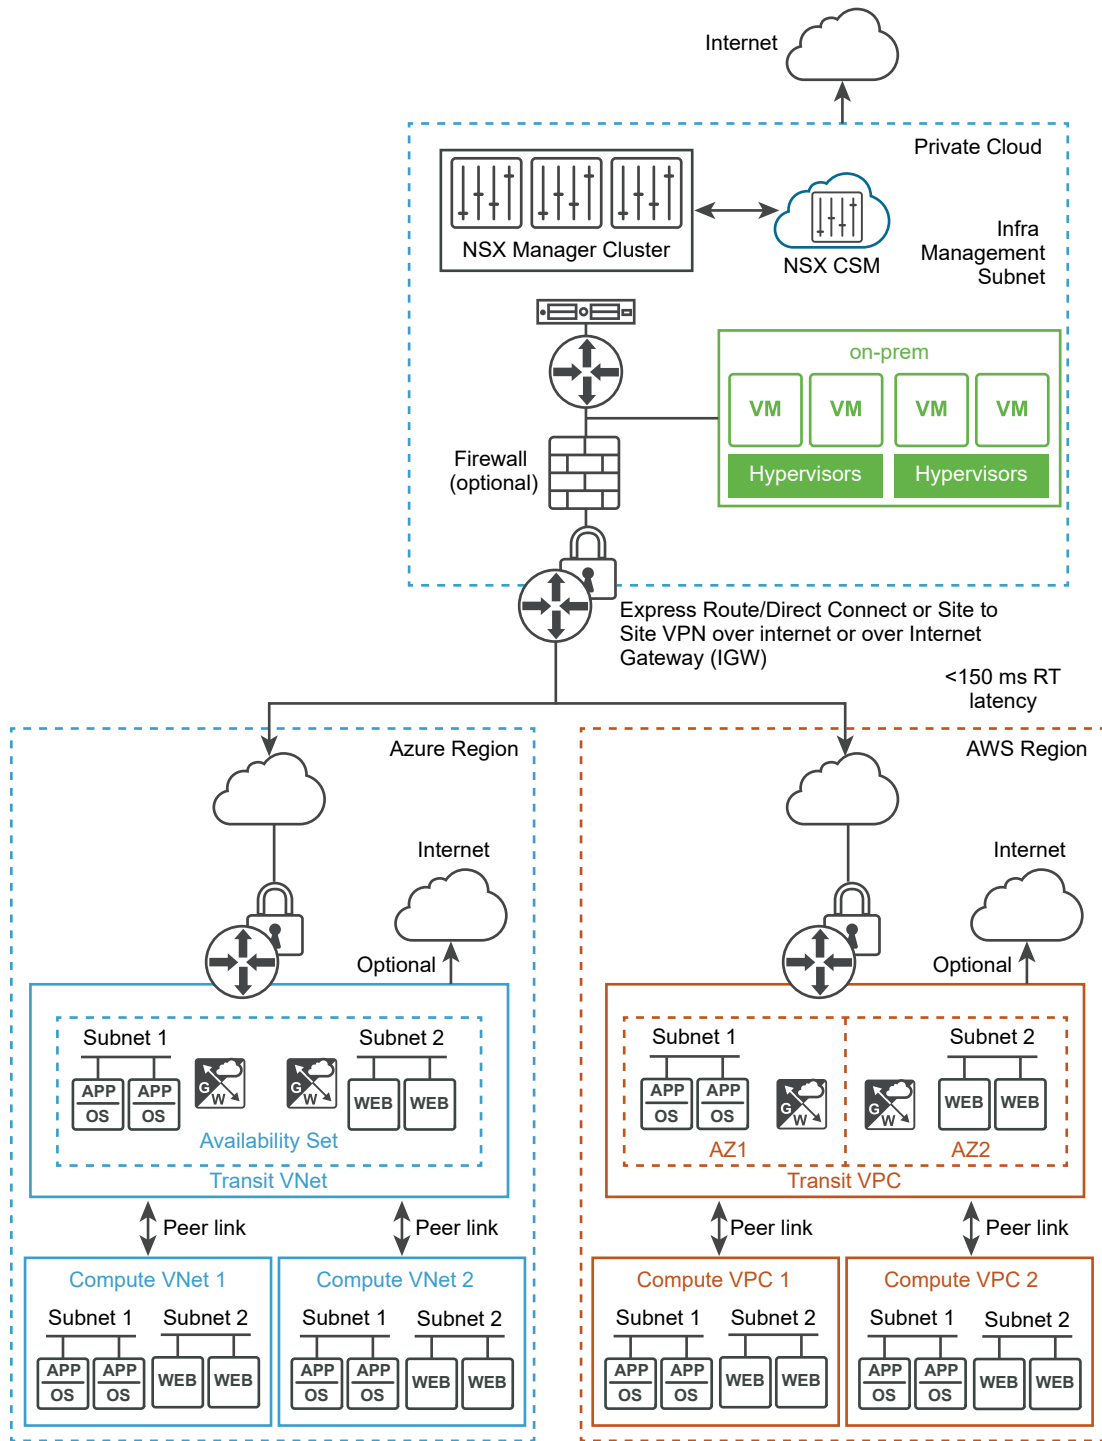 Internet
Private Cloud
NSX Manager Cluster
NSX CSM
Infra
Management
Subnet
on-prem
VM VM VM VM
Hypervisors Hypervisors
Firewall
(optional)
Express Route/Direct Connect or Site to
Site VPN over internet or over Internet
Gateway (IGW)
<150 ms RT
latency
Azure Region
Internet
Optional
Subnet 1 Subnet 2
APP APP
OS OS
G W G W
WEB WEB
Availability Set
Transit VNet
Peer link Peer link
Compute VNet 1
Subnet 1 Subnet 2
APP APP
OS OS
WEB WEB
Compute VNet 2
Subnet 1 Subnet 2
APP APP
OS OS
WEB WEB
AWS Region
Internet
Optional
Subnet 1 Subnet 2
APP APP
OS OS
G W G W
WEB WEB
AZ1 AZ2
Transit VPC
Peer link Peer link
Compute VPC 1
Subnet 1 Subnet 2
APP APP
OS OS
WEB WEB
Compute VPC 2
Subnet 1 Subnet 2
APP APP
OS OS
WEB WEB